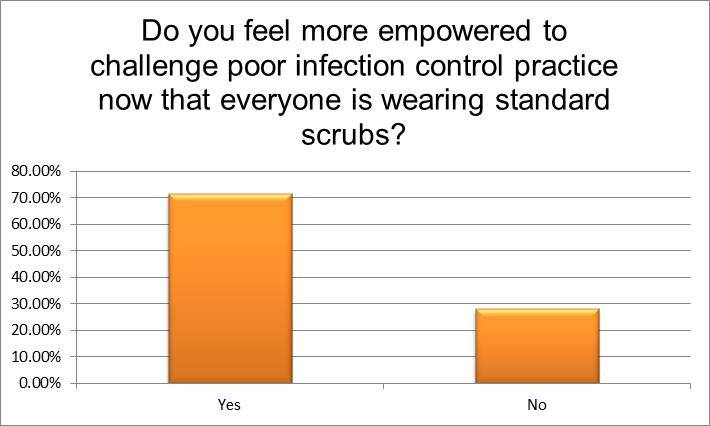 Do you feel more empowered to
challenge poor infection control practice
now that everyone is wearing standard
scrubs?
80.00%
70.00%
60.00%
50.00%
40.00%
30.00%
20.00%
10.00%
0.00%
Yes
No